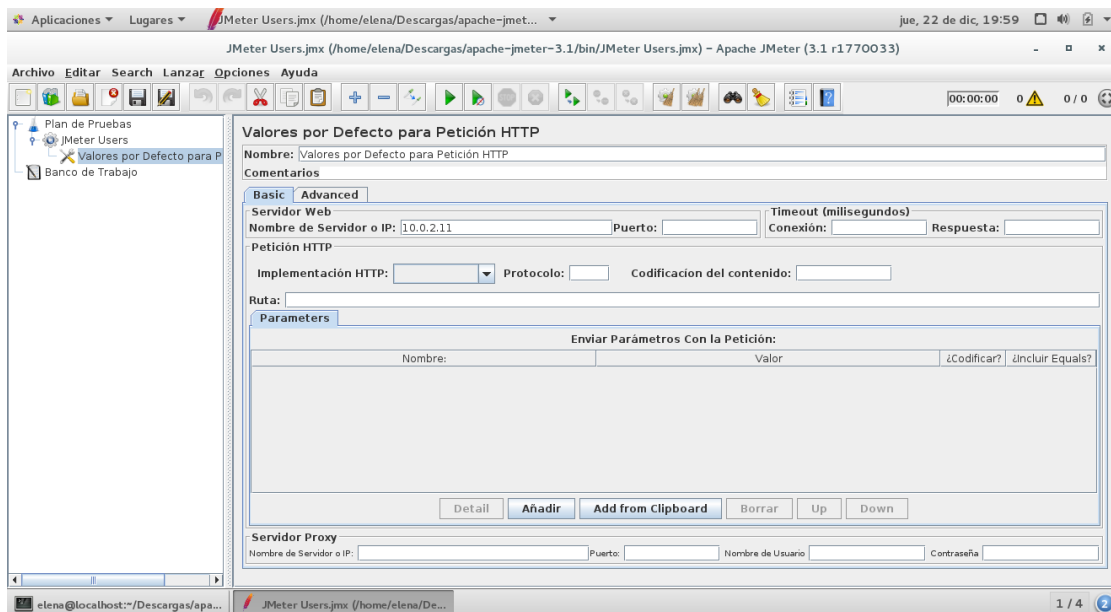 Aplicaciones Lugares JMeter Users.jmx (/home/elena/Descargas/apache-jmet... jue, 22 de dic, 19:59
JMeter Users.jmx (/home/elena/Descargas/apache-jmeter-3.1/bin/JMeter Users.jmx) - Apache JMeter (3.1 r1770033)
Archivo Editar Search Lanzar Opciones Ayuda
00:00:00 0 0 / 0
Plan de Pruebas
JMeter Users
Valores por Defecto para P
Banco de Trabajo
Valores por Defecto para Petición HTTP
Nombre: Valores por Defecto para Petición HTTP
Comentarios
Basic Advanced
Servidor Web Timeout (milisegundos)
Nombre de Servidor o IP: 10.0.2.11 Puerto: Conexión: Respuesta:
Petición HTTP
Implementación HTTP: Protocolo: Codificacíon del contenido:
Ruta:
Parameters
Enviar Parámetros Con la Petición:
Nombre: Valor ¿Codificar? ¿Incluir Equals?
Detail Añadir Add from Clipboard Borrar Up Down
Servidor Proxy
Nombre de Servidor o IP: Puerto: Nombre de Usuario Contraseña
elena@localhost:~/Descargas/apa... JMeter Users.jmx (/home/elena/De... 1 / 4 2